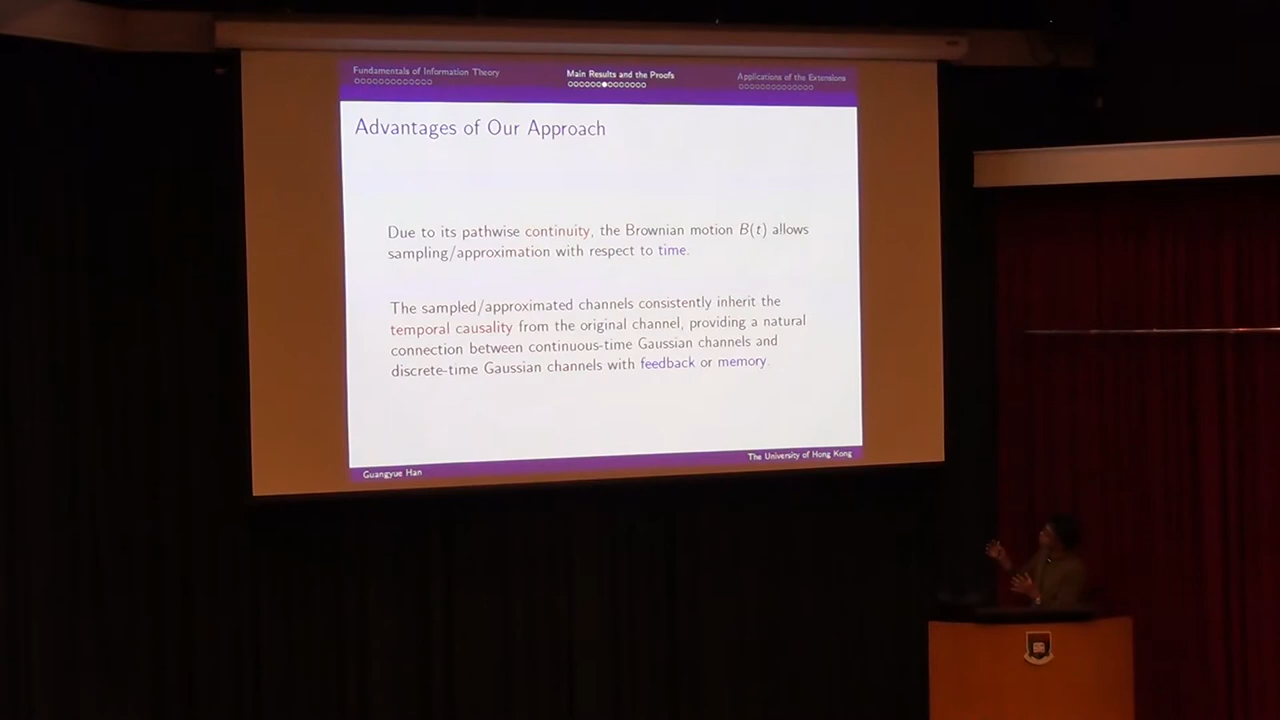 Fundamentals of Information Theory
Main Results and the Proofs
Applications of the Extensions
Advantages of Our Approach
Due to its pathwise continuity, the Brownian motion B(t) allows
sampling/approximation with respect to time.
The sampled/approximated channels consistently inherit the
temporal causality from the original channel, providing a natural
connection between continuous-time Gaussian channels and
discrete-time Gaussian channels with feedback or memory.
Guangyue Han
The University of Hong Kong